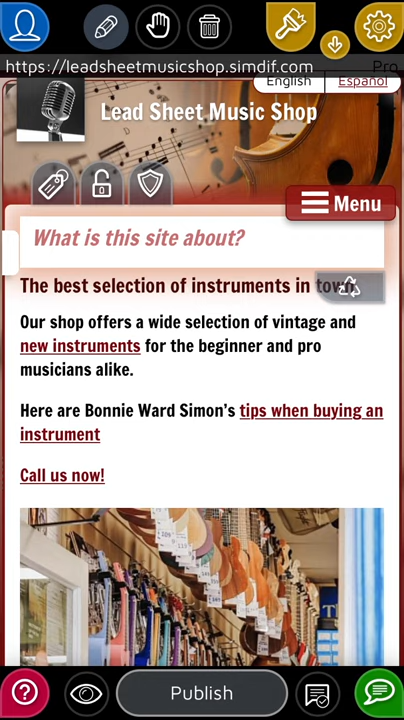 https://leadsheetmusicshop.simdif.com
Pro
English
Español
Lead Sheet Music Shop
Menu
What is this site about?
The best selection of instruments in town
Our shop offers a wide selection of vintage and
new instruments for the beginner and pro
musicians alike.
Here are Bonnie Ward Simon's tips when buying an
instrument
Call us now!
Publish